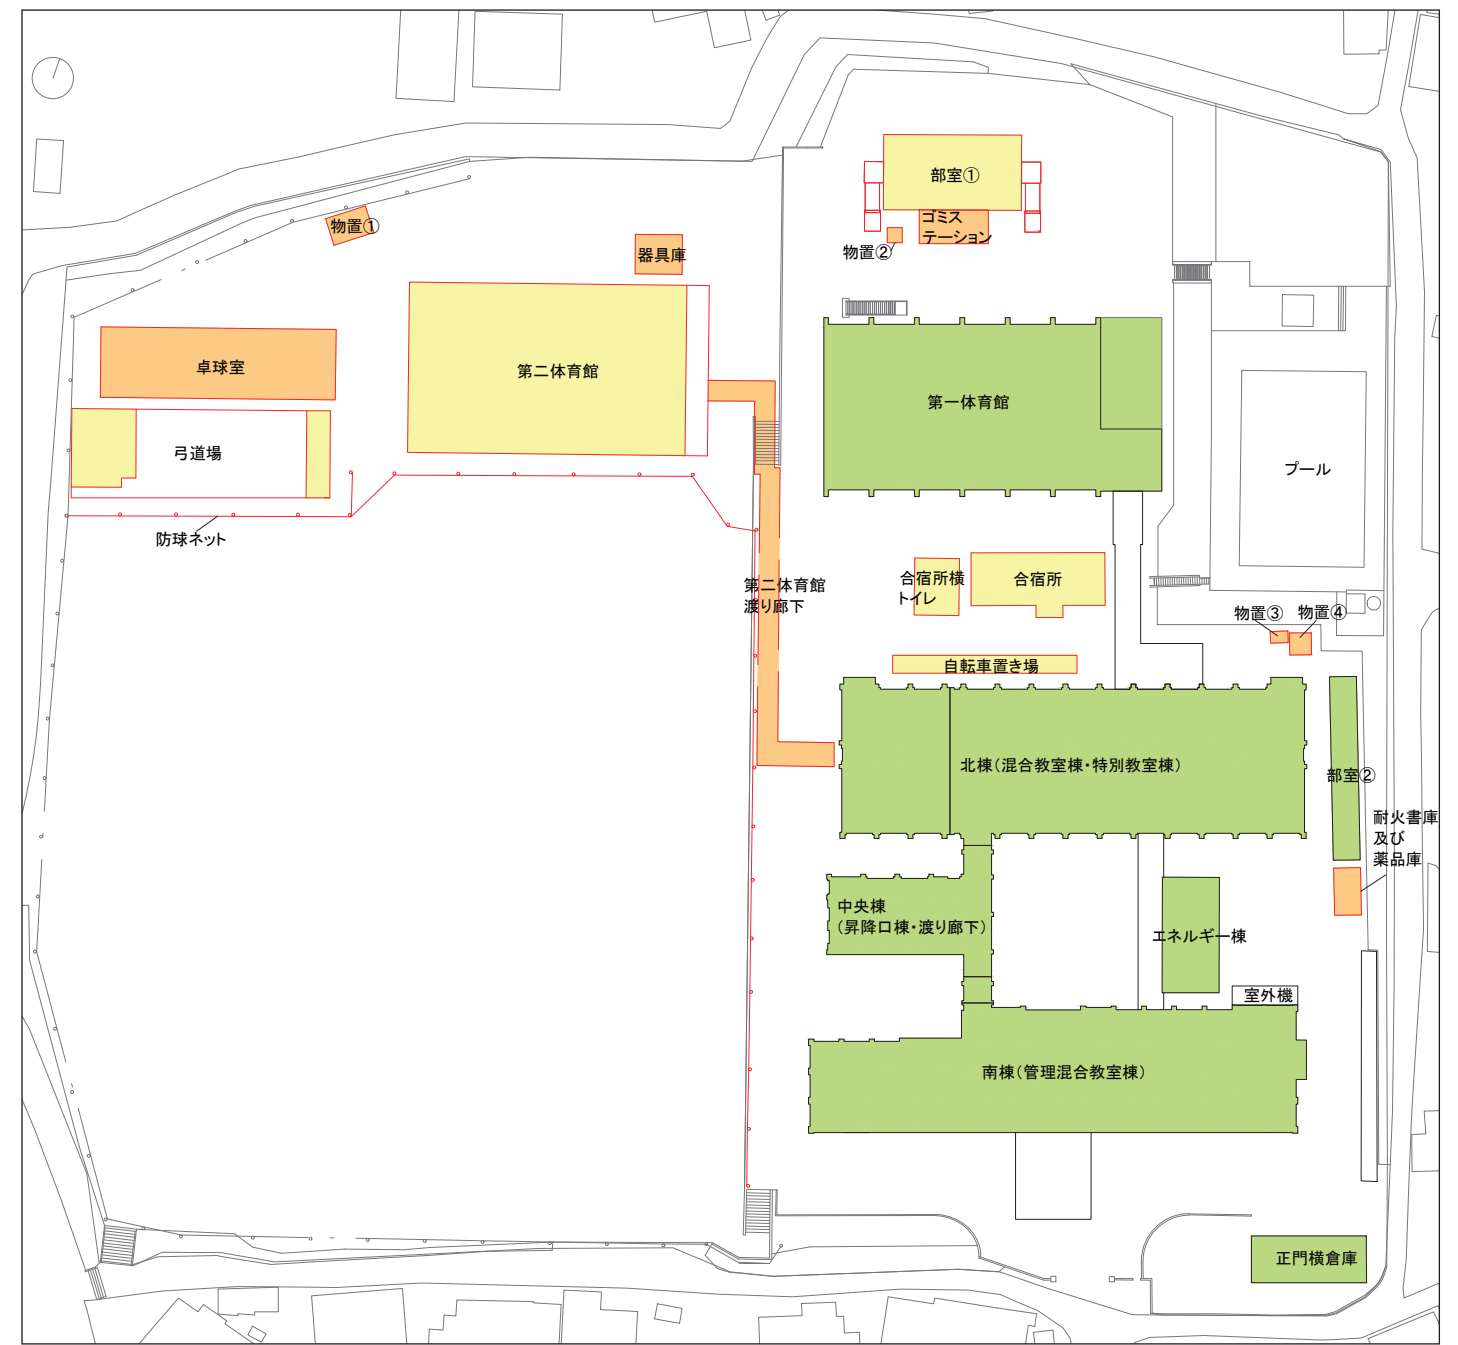 部室①
ゴミス
テーション
物置②
物置①
器具庫
卓球室
第二体育館
第一体育館
弓道場
プール
防球ネット
第二体育館
渡り廊下
合宿所横
トイレ
合宿所
物置③
物置④
自転車置き場
北棟（混合教室棟・特別教室棟）
部室②
耐火書庫
及び
薬品庫
中央棟
（昇降口棟・渡り廊下）
エネルギー棟
室外機
南棟（管理混合教室棟）
正門横倉庫